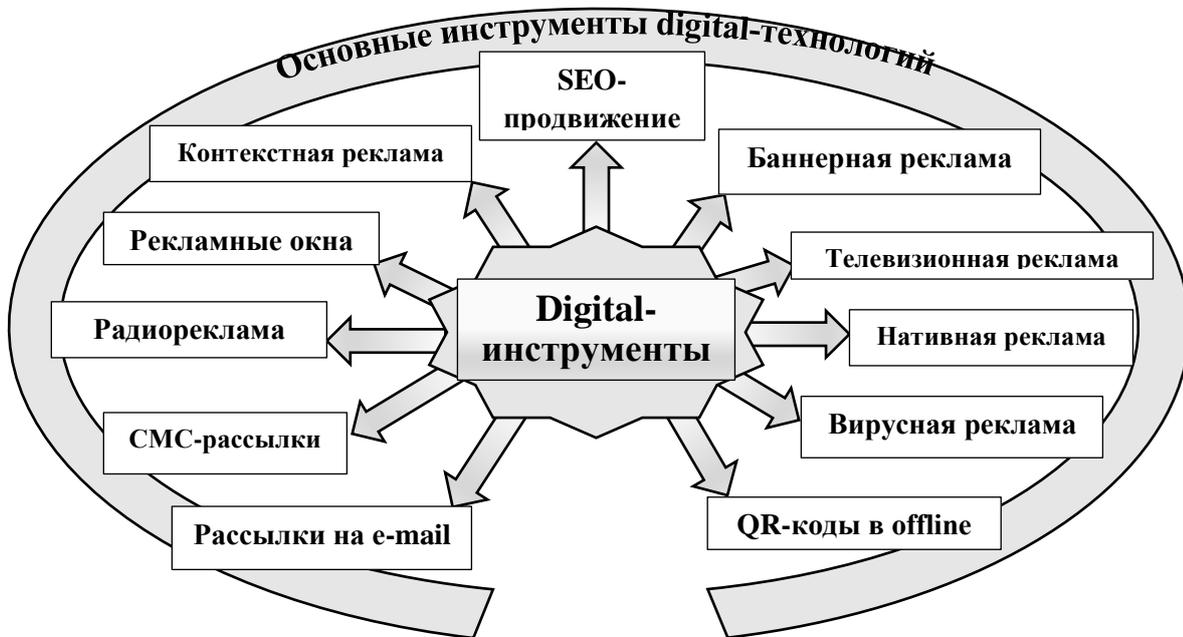 Основные инструменты digital-технологий
SEO-
продвижение
Контекстная реклама
Баннерная реклама
Рекламные окна
Телевизионная реклама
Digital-
инструменты
Радиореклама
Нативная реклама
СМС-рассылки
Вирусная реклама
Рассылки на e-mail
QR-коды в offline